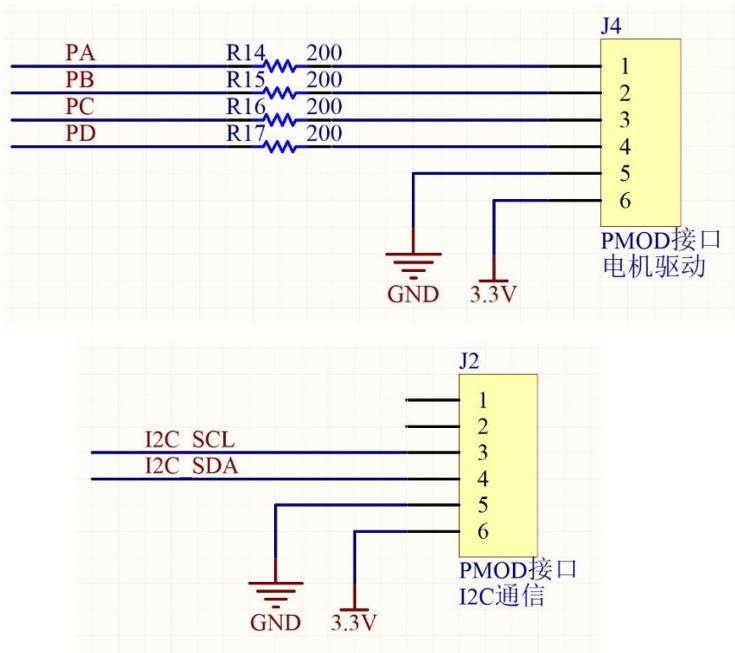 J4
PA R14 200 1
PB R15 200 2
PC R16 200 3
PD R17 200 4
5
6
PMOD接口
电机驱动
GND 3.3V
J2
1
2
I2C_SCL 3
I2C_SDA 4
5
6
PMOD接口
I2C通信
GND 3.3V